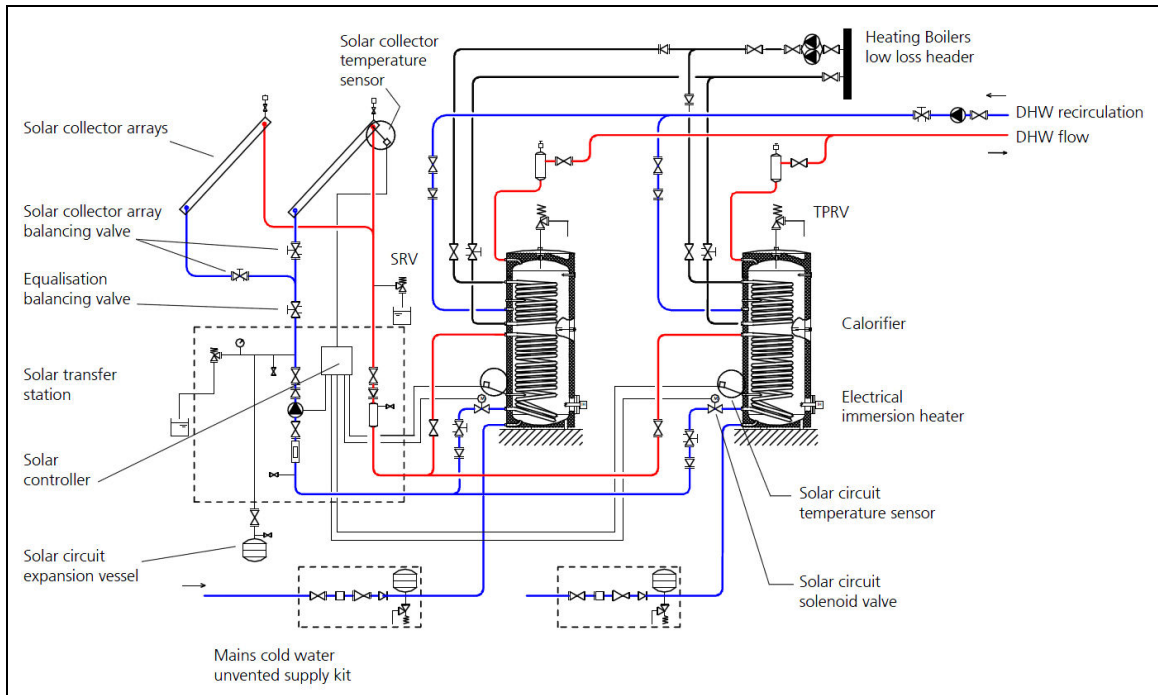 Solar collector
temperature
sensor
Heating Boilers
low loss header
Solar collector arrays
DHW recirculation
DHW flow
Solar collector array
balancing valve
TPRV
SRV
Equalisation
balancing valve
Calorifier
Solar transfer
station
Electrical
immersion heater
Solar
controller
Solar circuit
temperature sensor
Solar circuit
expansion vessel
Solar circuit
solenoid valve
Mains cold water
unvented supply kit